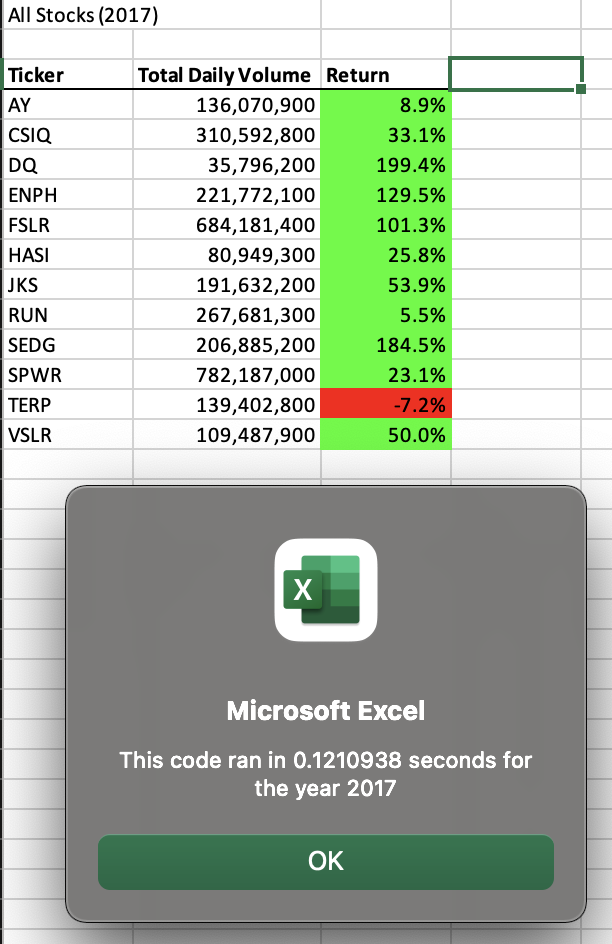 All Stocks (2017)
Ticker Total Daily Volume Return
AY 136,070,900 8.9%
CSIQ 310,592,800 33.1%
DQ 35,796,200 199.4%
ENPH 221,772,100 129.5%
FSLR 684,181,400 101.3%
HASI 80,949,300 25.8%
JKS 191,632,200 53.9%
RUN 267,681,300 5.5%
SEDG 206,885,200 184.5%
SPWR 782,187,000 23.1%
TERP 139,402,800 -7.2%
VSLR 109,487,900 50.0%
X
Microsoft Excel
This code ran in 0.1210938 seconds for
the year 2017
OK